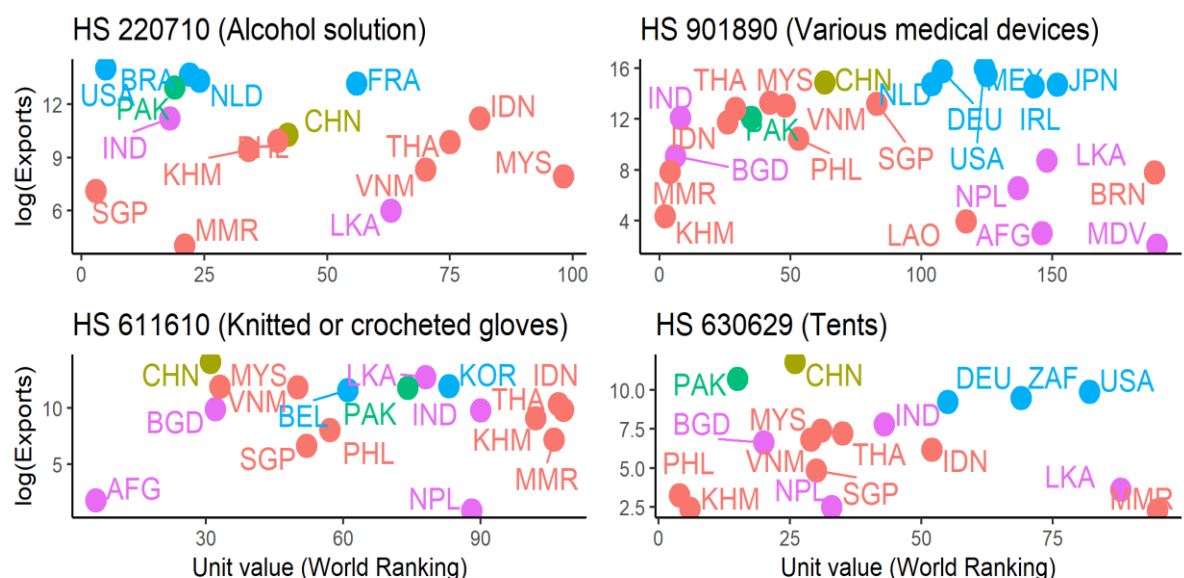 HS 220710 (Alcohol solution)
log(Exports)
12
9
6
USA
BRA
NLD
FRA
PAK
IND
CHN
IDN
KHM
PHL
THA
MYS
VNM
SGP
MMR
LKA
0 25 50 75 100
HS 901890 (Various medical devices)
log(Exports)
16
12
8
4
THA MYS CHN
NLD
MEX JPN
IND
IDN
PAK
VNM
DEU IRL
BGD
PHL
SGP
USA
LKA
MMR
NPL
BRN
KHM
LAO
AFG
MDV
0 50 100 150
HS 611610 (Knitted or crocheted gloves)
log(Exports)
10
5
CHN
MYS
LKA
KOR
IDN
BGD
VNM
BEL
PAK
IND
THA
KHM
SGP
PHL
MMR
AFG
NPL
30 60 90
Unit value (World Ranking)
HS 630629 (Tents)
log(Exports)
10.0
7.5
5.0
2.5
PAK
CHN
DEU ZAF USA
BGD
MYS
IND
VNM
THA
IDN
PHL
SGP
KHM
NPL
LKA
MMR
0 25 50 75
Unit value (World Ranking)